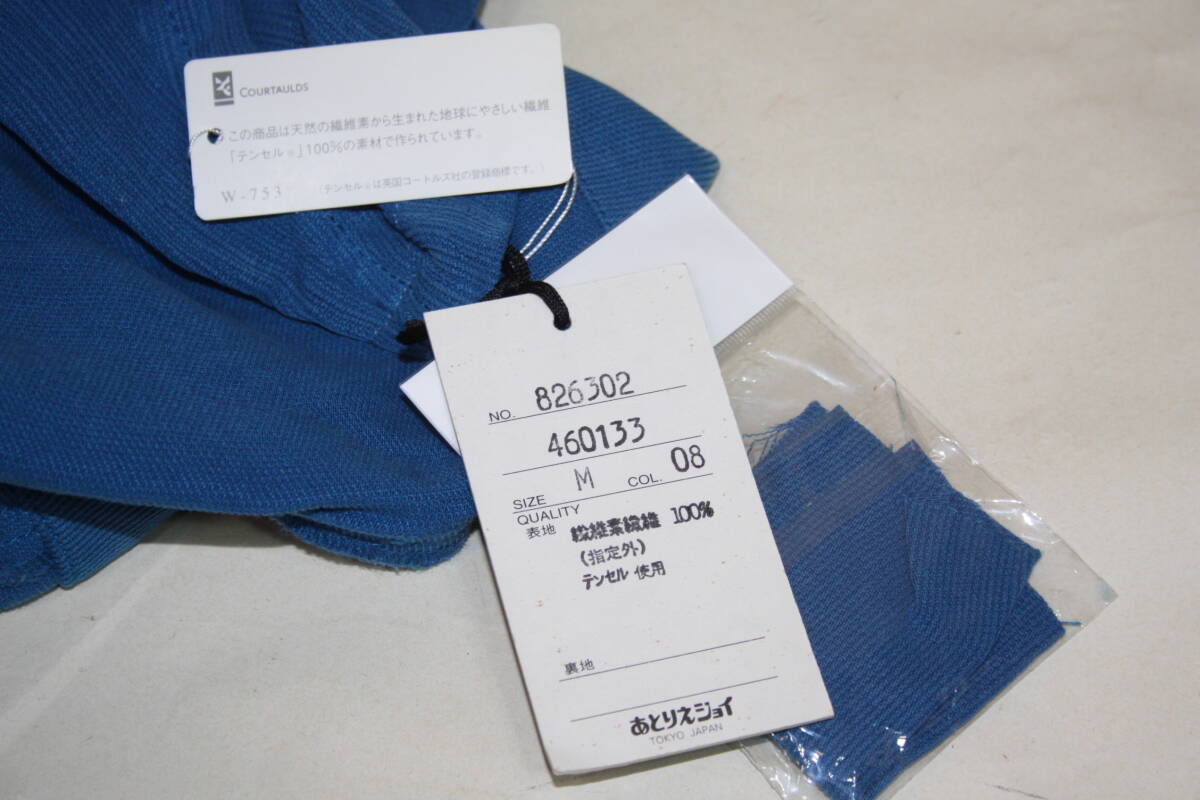 COURTAULDS
この商品は天然の繊維素から生まれた地球にやさしい繊維
「テンセル®」100%の素材で作られています。
W-753 (テンセル®は英国コートルズ社の登録商標です。)
NO. 826302
460133
SIZE M COL. 08
QUALITY
表地 繊維素繊維 100%
(指定外)
テンセル 使用
裏地
あとりえジョイ
TOKYO JAPAN